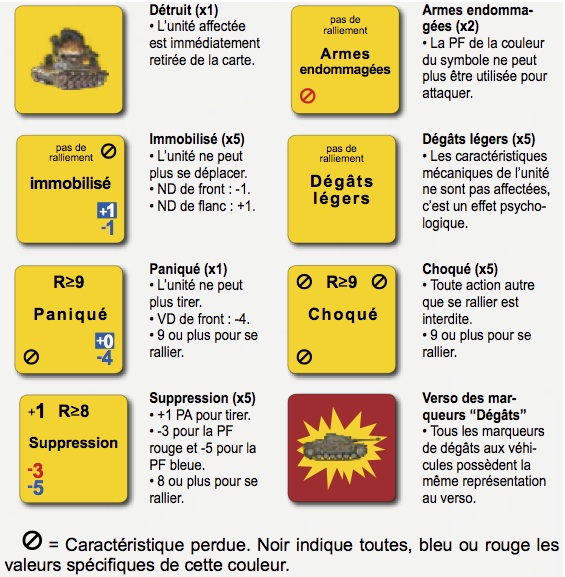 Détruit (x1)
• L'unité affectée
est immédiatement
retirée de la carte.
pas de
ralliement
Armes
endommagées
Armes endomma-
gées (x2)
• La PF de la couleur
du symbole ne peut
plus être utilisée pour
attaquer.
pas de
ralliement
immobilisé
+1
-1
Immobilisé (x5)
• L'unité ne peut
plus se déplacer.
• ND de front : -1.
• ND de flanc : +1.
pas de
ralliement
Dégâts
légers
Dégâts légers (x5)
• Les caractéristiques
mécaniques de l'unité
ne sont pas affectées,
c'est un effet psycho-
logique.
R≥9
Paniqué
+0
-4
Paniqué (x1)
• L'unité ne peut
plus tirer.
• VD de front : -4.
• 9 ou plus pour se
rallier.
R≥9
Choqué
Choqué (x5)
• Toute action autre
que se rallier est
interdite.
• 9 ou plus pour se
rallier.
+1 R≥8
Suppression
-3
-5
Suppression (x5)
• +1 PA pour tirer.
• -3 pour la PF
rouge et -5 pour la
PF bleue.
• 8 ou plus pour se
rallier.
Verso des mar-
queurs “Dégâts”
• Tous les marqueurs
de dégâts aux véhi-
cules possèdent la
même représentation
au verso.
= Caractéristique perdue. Noir indique toutes, bleu ou rouge les
valeurs spécifiques de cette couleur.